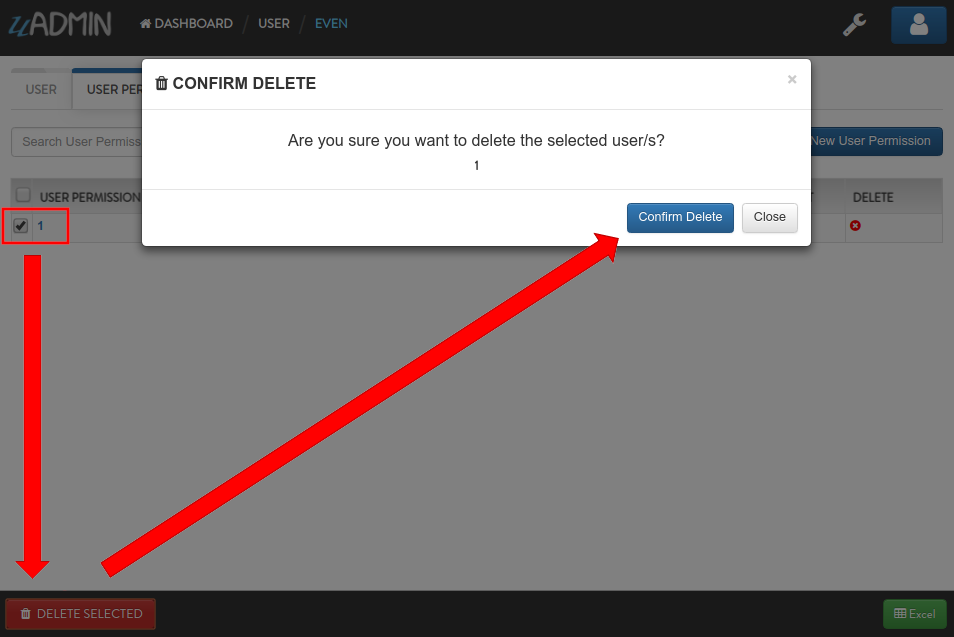 uADMIN
DASHBOARD / USER / EVEN
CONFIRM DELETE
×
USER
USER PER
Are you sure you want to delete the selected user/s?
1
Search User Permiss
New User Permission
USER PERMISSION
DELETE
1
Confirm Delete
Close
DELETE SELECTED
Excel